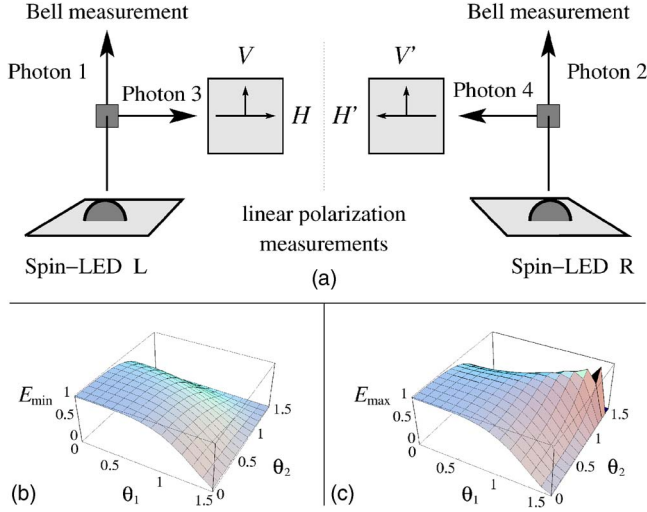 Bell measurement
Bell measurement
Photon 1
Photon 2
V
V'
Photon 3
Photon 4
H
H'
linear polarization
measurements
Spin−LED L
Spin−LED R
(a)
E_min
1
0.5
0
0
0.5
1
1.5
θ1
0
0.5
1
1.5
θ2
(b)
E_max
1
0.5
0
0
0.5
1
1.5
θ1
0
0.5
1
1.5
θ2
(c)